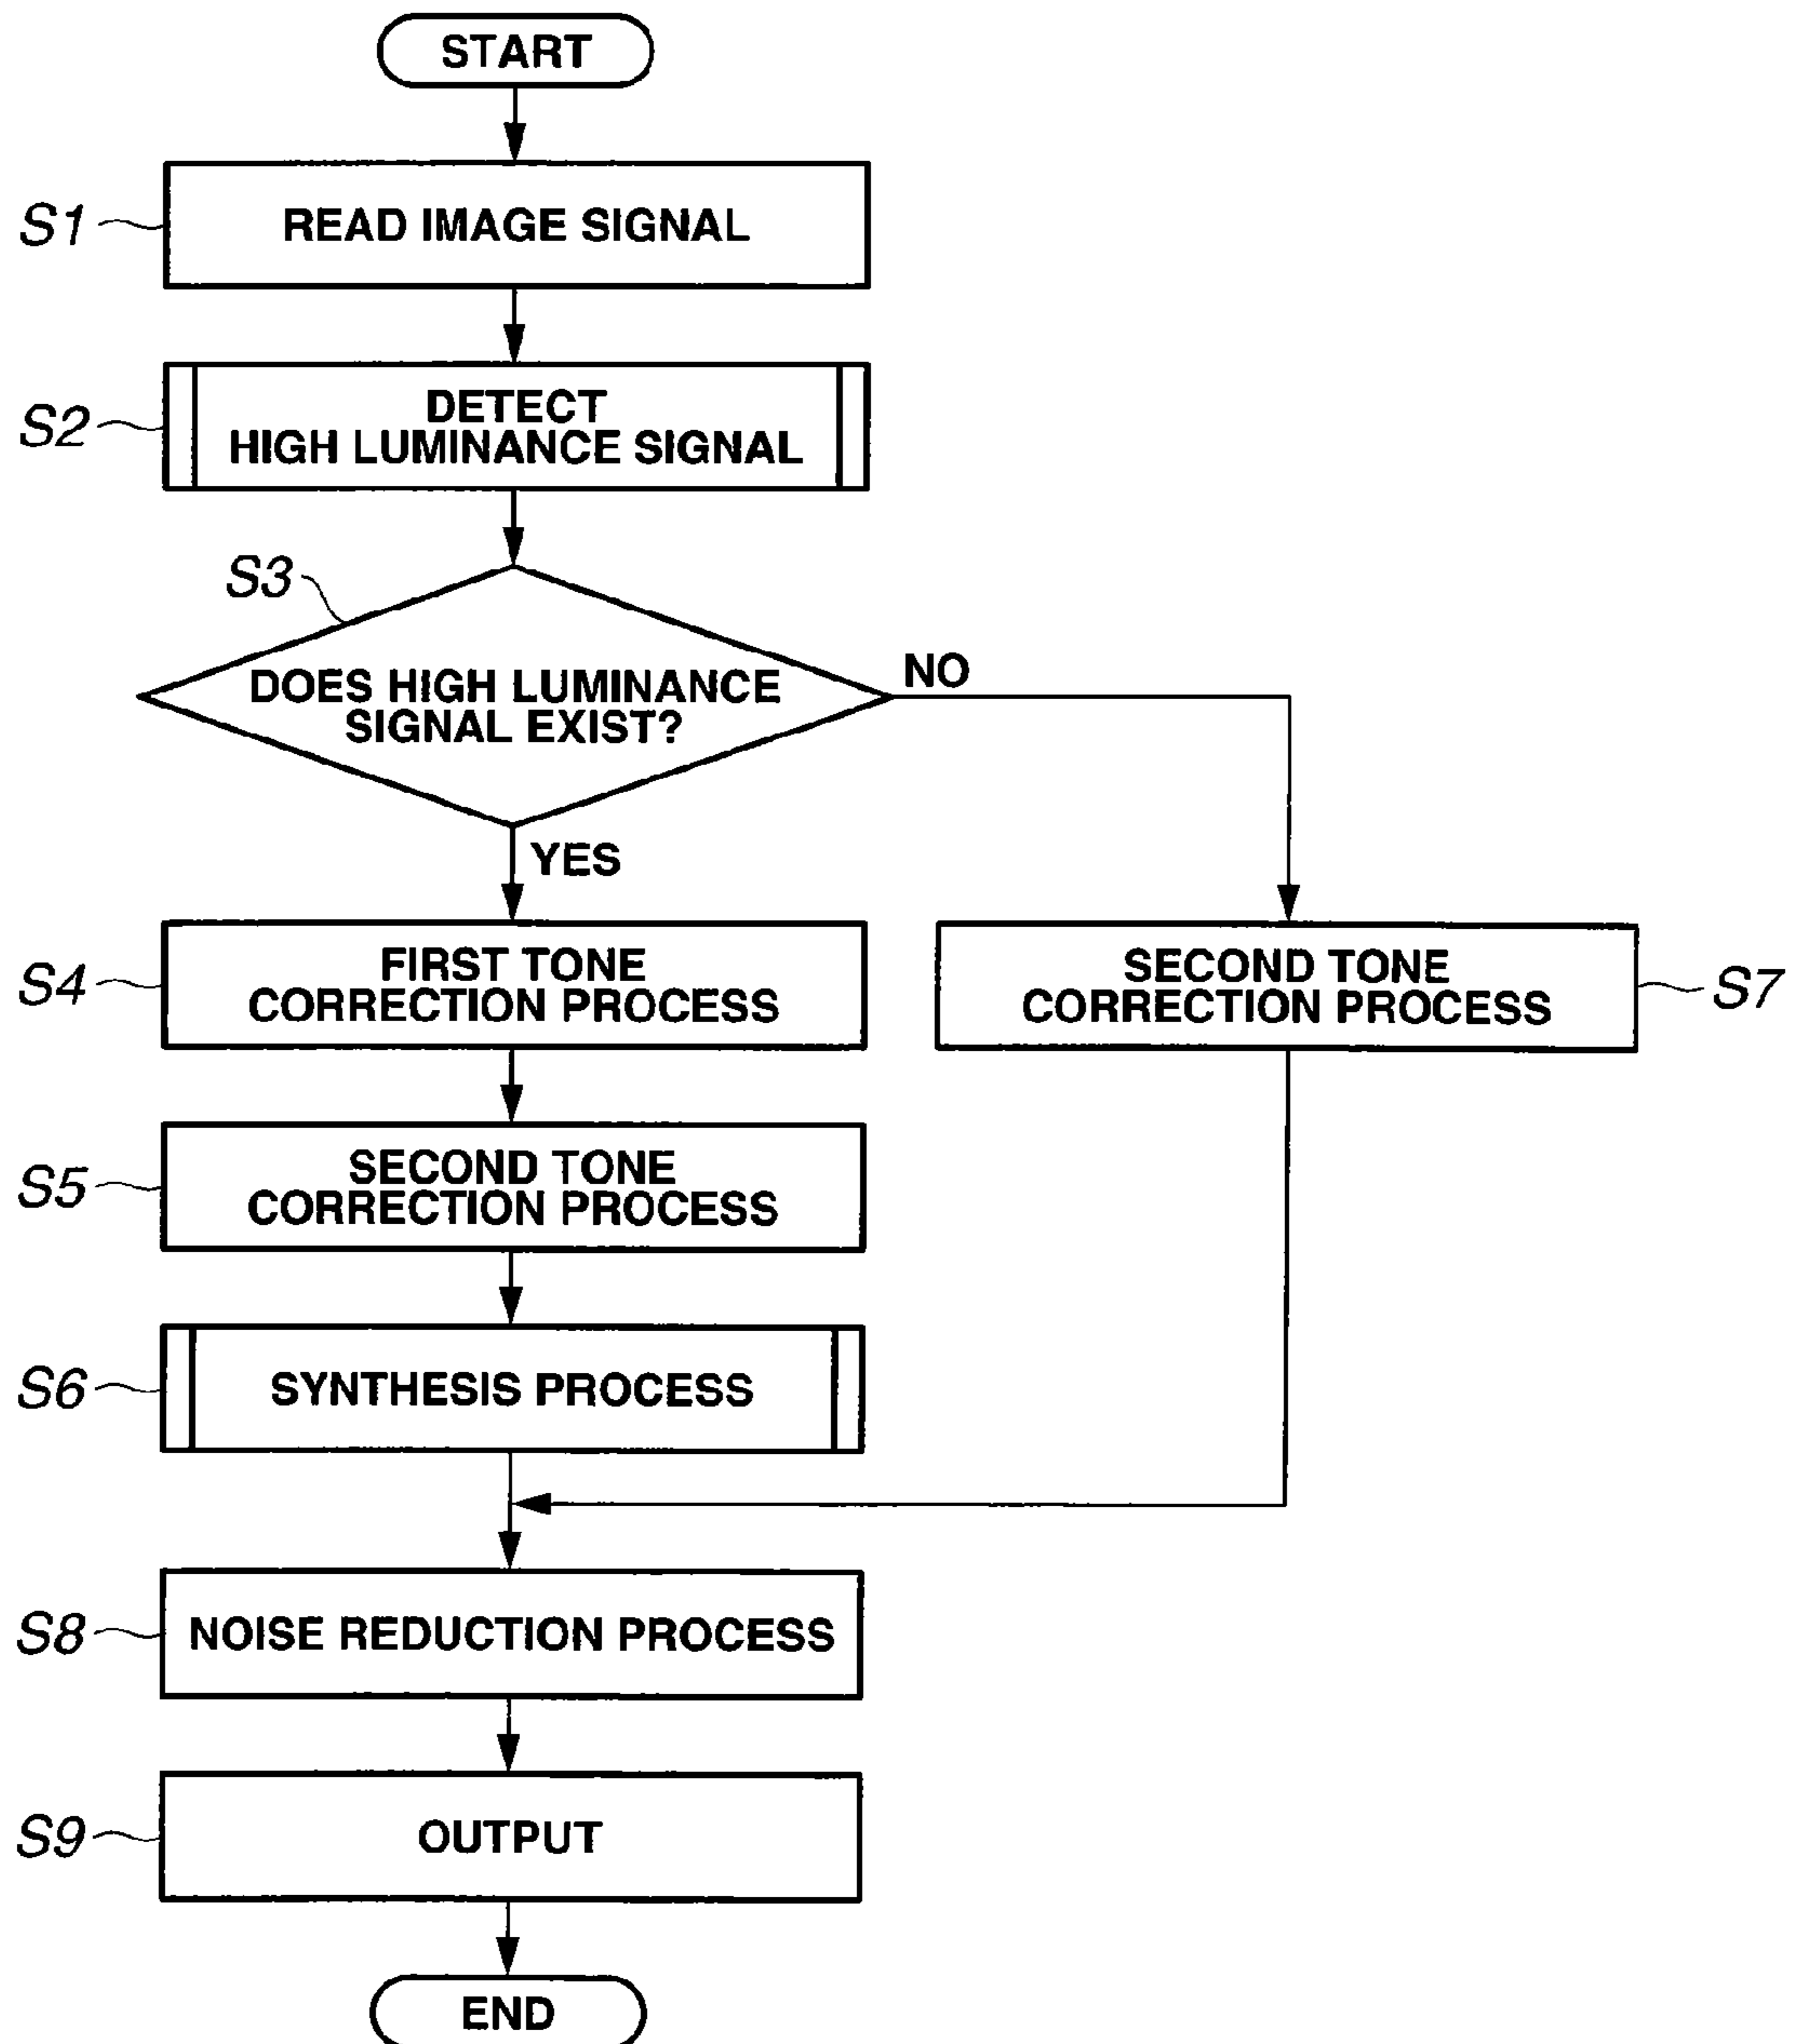 START
S1
READ IMAGE SIGNAL
S2
DETECT
HIGH LUMINANCE SIGNAL
S3
DOES HIGH LUMINANCE
SIGNAL EXIST?
NO
YES
S4
FIRST TONE
CORRECTION PROCESS
SECOND TONE
CORRECTION PROCESS
S7
S5
SECOND TONE
CORRECTION PROCESS
S6
SYNTHESIS PROCESS
S8
NOISE REDUCTION PROCESS
S9
OUTPUT
END